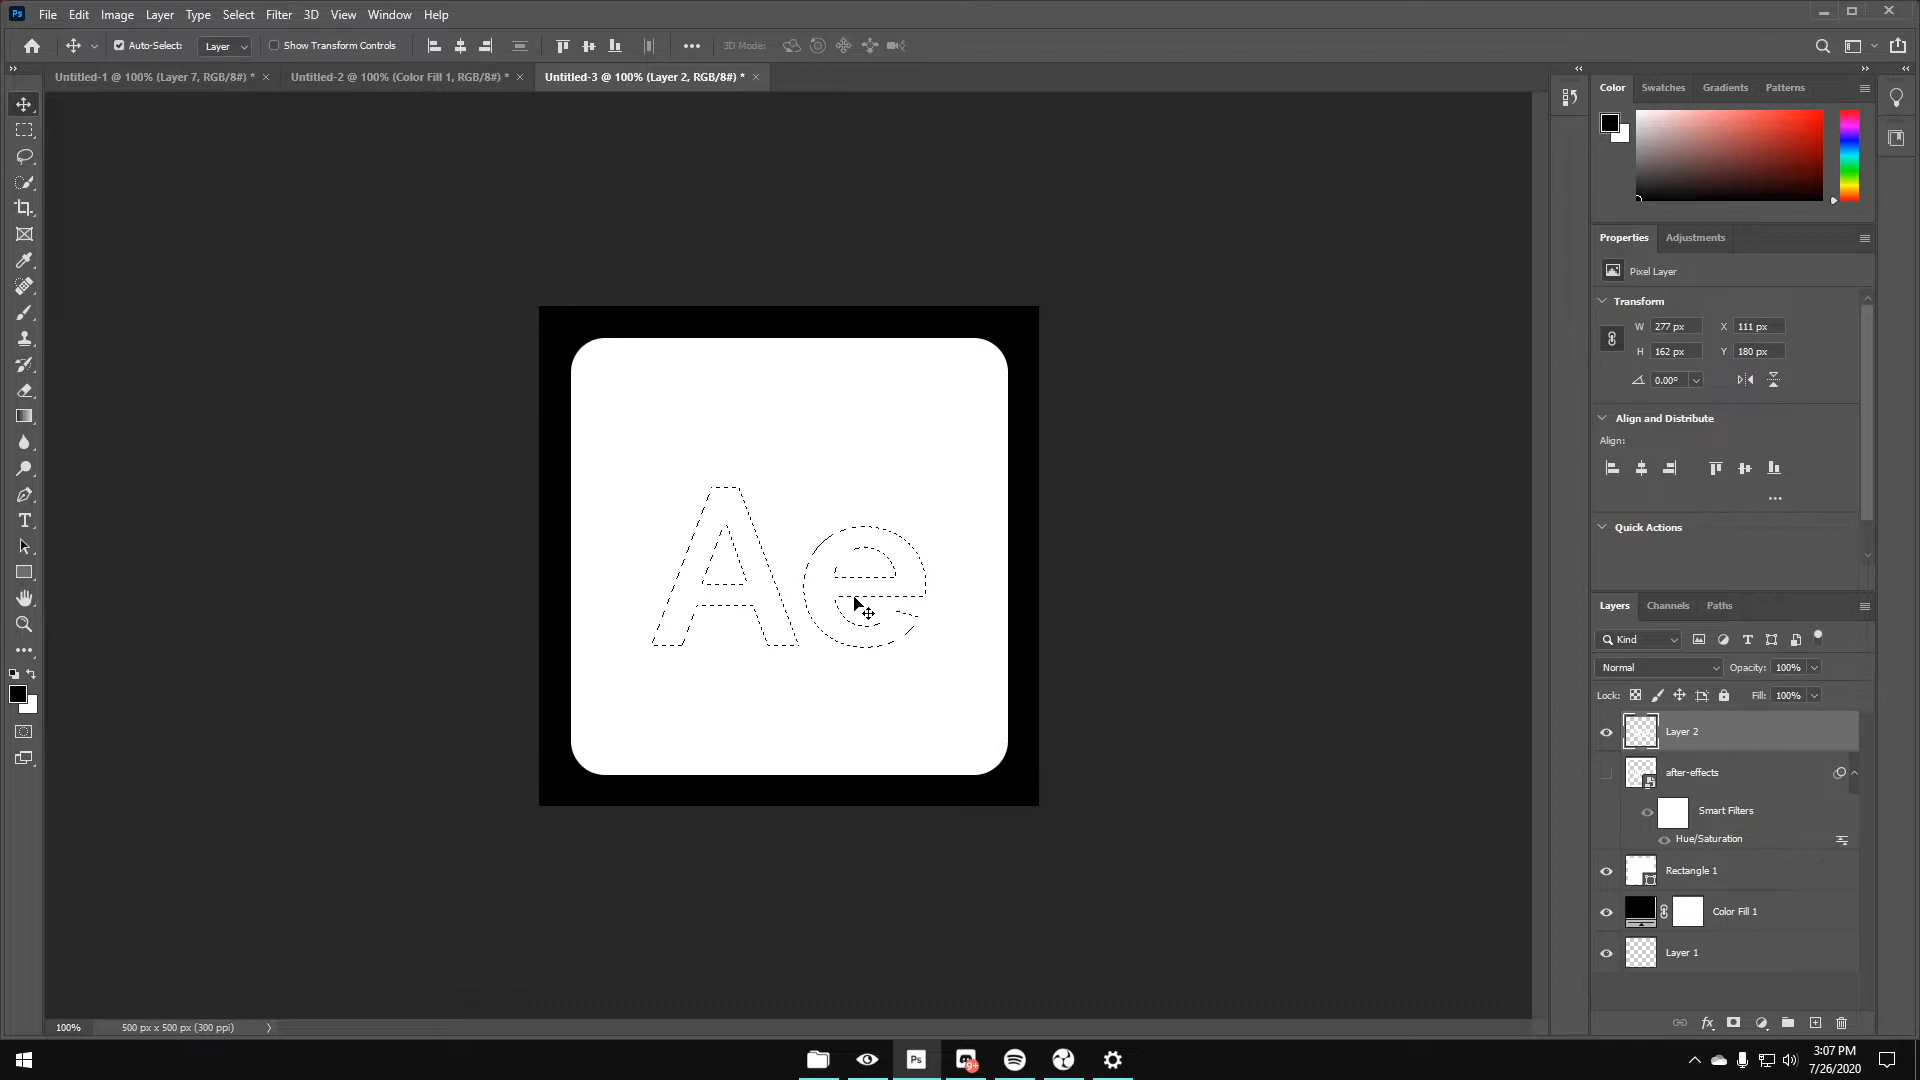 Ps File Edit Image Layer Type Select Filter 3D View Window Help
Auto-Select: Layer Show Transform Controls 3D Mode:
Untitled-1 @ 100% (Layer 7, RGB/8#) * Untitled-2 @ 100% (Color Fill 1, RGB/8#) * Untitled-3 @ 100% (Layer 2, RGB/8#) *
Color Swatches Gradients Patterns
Properties Adjustments
Pixel Layer
Transform
W 277 px X 111 px
H 162 px Y 180 px
0.00°
Align and Distribute
Align:
Quick Actions
Ae
Layers Channels Paths
Kind
Normal Opacity: 100%
Lock: Fill: 100%
Layer 2
after-effects
Smart Filters
Hue/Saturation
Rectangle 1
Color Fill 1
Layer 1
100% 500 px x 500 px (300 ppi)
Ps 9+
3:07 PM
7/26/2020